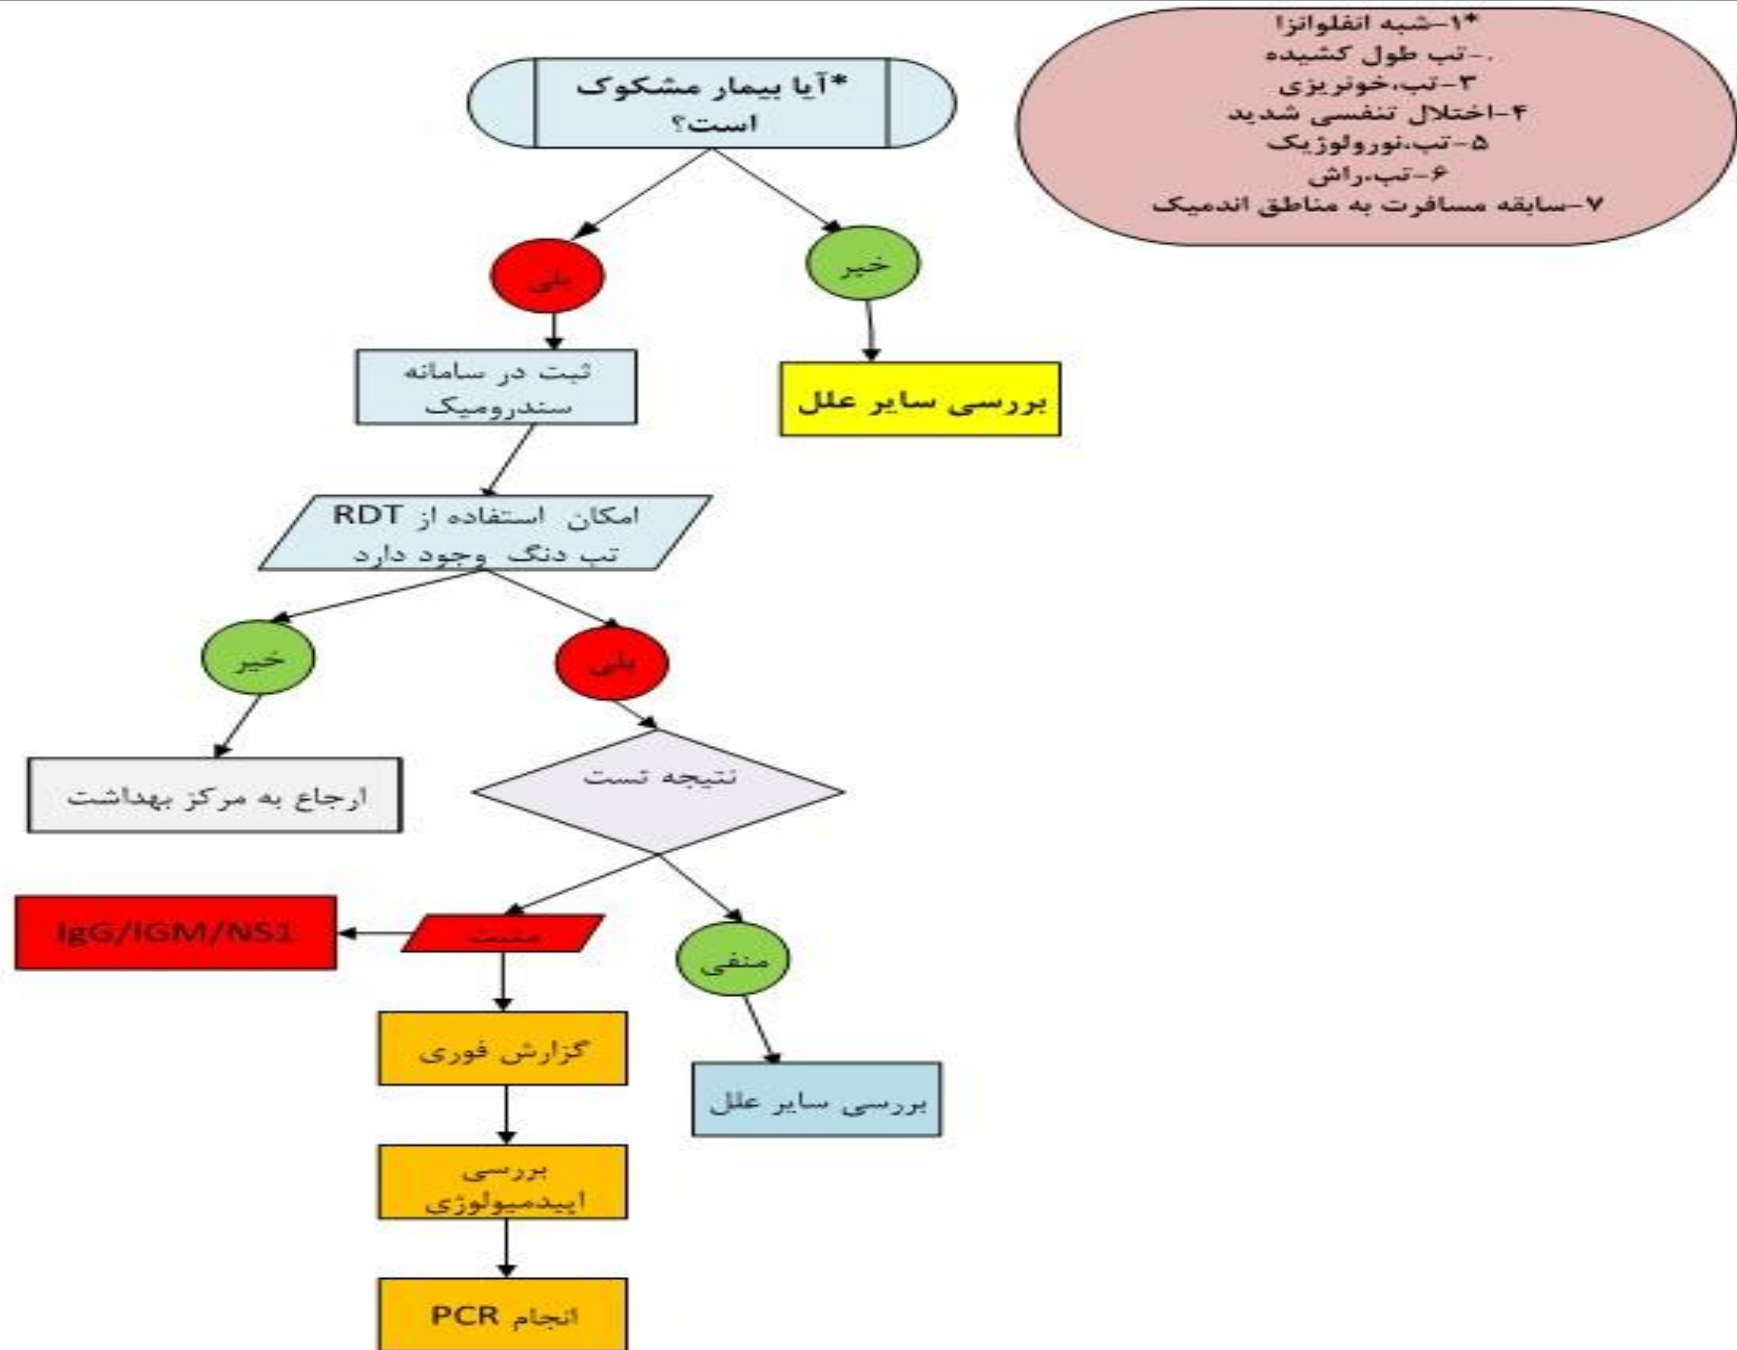 *آیا بیمار مشکوک
است؟
*۱-شبه انفلوانزا
.-تب طول کشیده
۳-تب،خونریزی
۴-اختلال تنفسی شدید
۵-تب،نورولوژیک
۶-تب،راش
۷-سابقه مسافرت به مناطق اندمیک
بلی
خیر
ثبت در سامانه
سندرومیک
بررسی سایر علل
امکان استفاده از RDT
تب دنگ وجود دارد
خیر
بلی
ارجاع به مرکز بهداشت
نتیجه تست
IgG/IGM/NS1
مثبت
منفی
گزارش فوری
بررسی سایر علل
بررسی
اپیدمیولوژی
انجام PCR